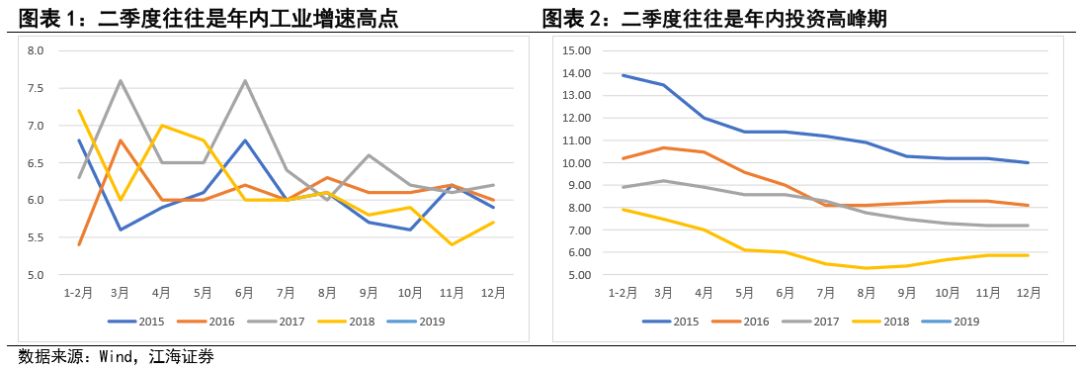 图表 1：二季度往往是年内工业增速高点
8.0
7.5
7.0
6.5
6.0
5.5
5.0
1-2月 3月 4月 5月 6月 7月 8月 9月 10月 11月 12月
2015 2016 2017 2018 2019
图表 2：二季度往往是年内投资高峰期
15.00
14.00
13.00
12.00
11.00
10.00
9.00
8.00
7.00
6.00
5.00
1-2月 3月 4月 5月 6月 7月 8月 9月 10月 11月 12月
2015 2016 2017 2018 2019
数据来源：Wind，江海证券